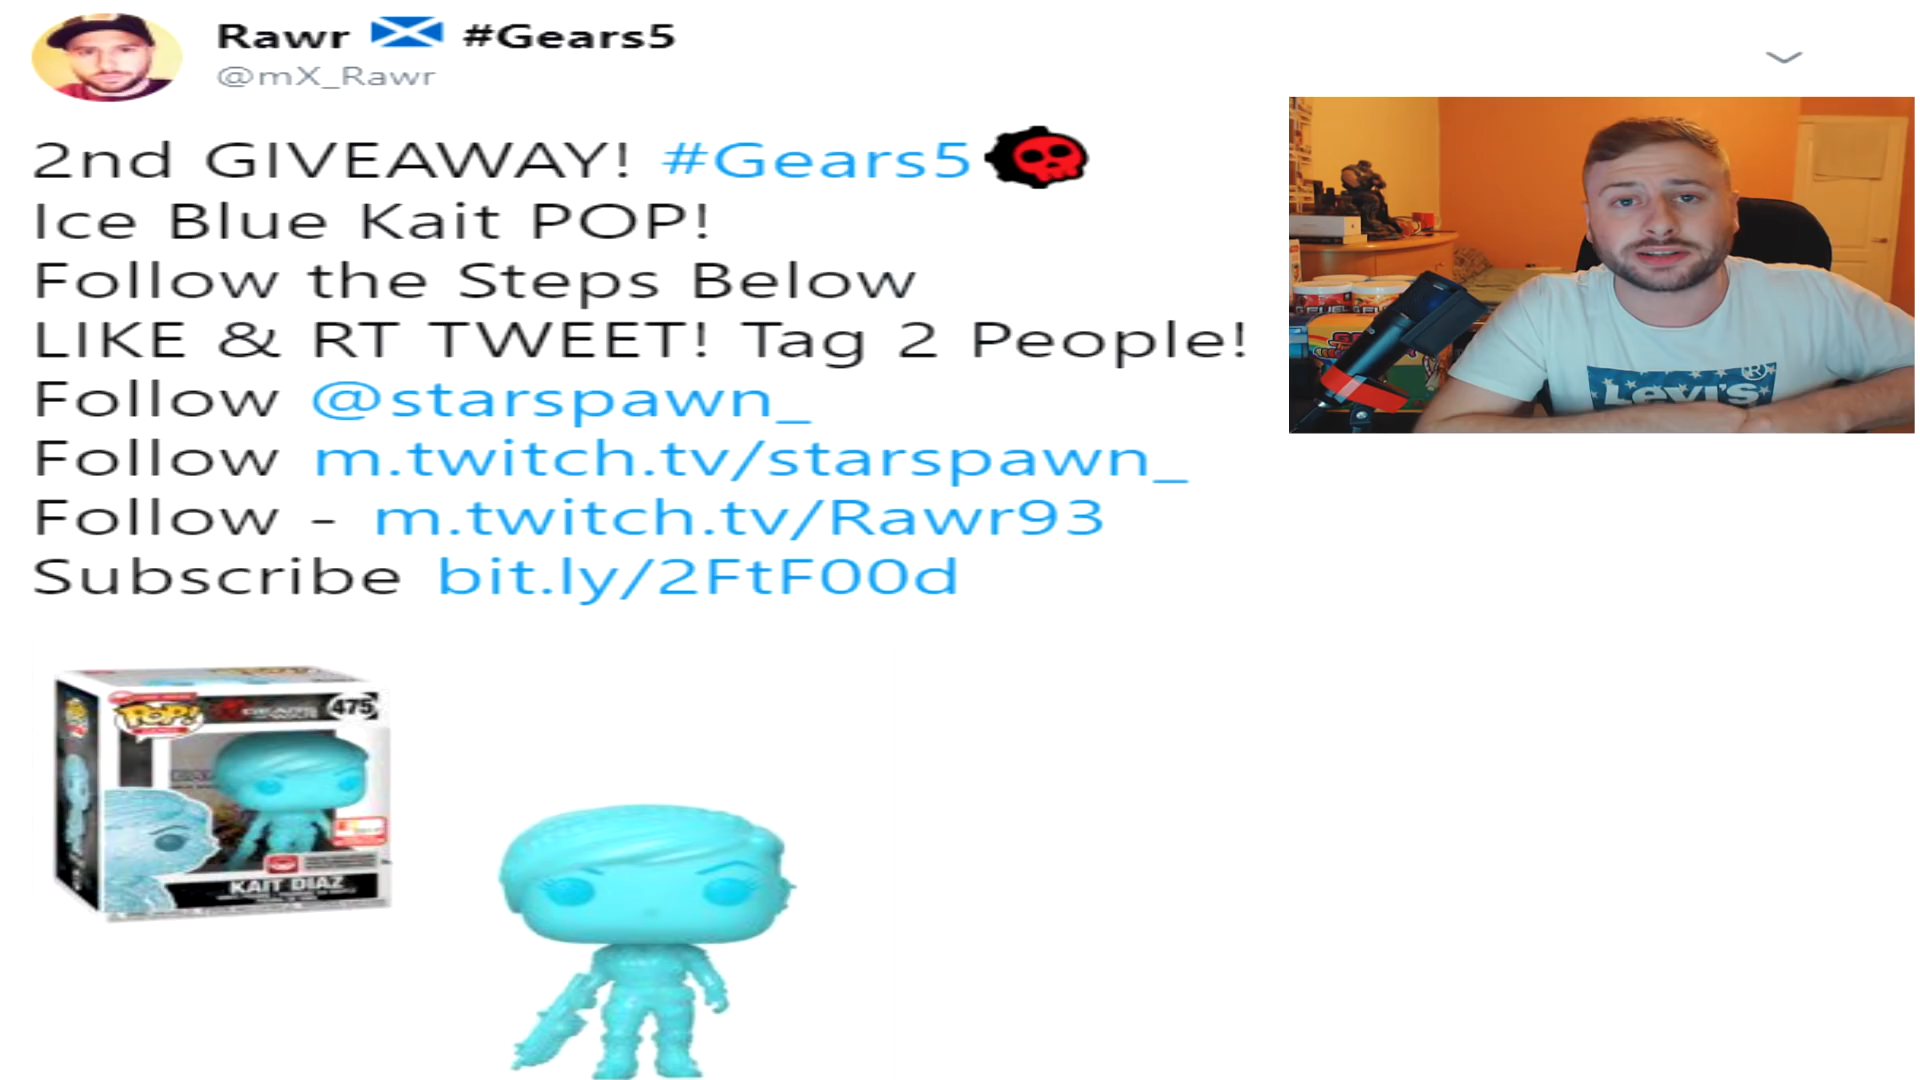 Rawr #Gears5
@mX_Rawr
2nd GIVEAWAY! #Gears5
Ice Blue Kait POP!
Follow the Steps Below
LIKE & RT TWEET! Tag 2 People!
Follow @starspawn_
Follow m.twitch.tv/starspawn_
Follow - m.twitch.tv/Rawr93
Subscribe bit.ly/2FtF00d
Levi's®
POP!
475
KAIT DIAZ